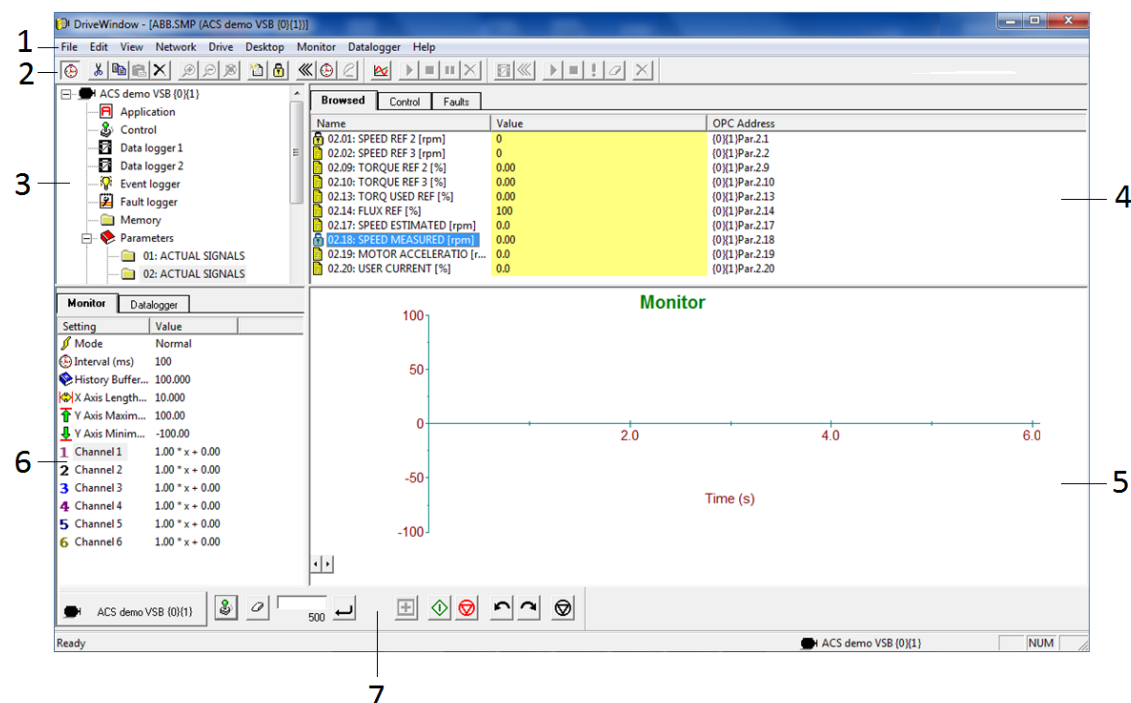 DriveWindow - [ABB.SMP (ACS demo VSB {0}{1})]
1
File Edit View Network Drive Desktop Monitor Datalogger Help
2
ACS demo VSB {0}{1}
Application
Control
Data logger 1
Data logger 2
Event logger
3
Fault logger
Memory
Parameters
01: ACTUAL SIGNALS
02: ACTUAL SIGNALS
Browsed Control Faults
Name Value OPC Address
02.01: SPEED REF 2 [rpm] 0 {0}{1}Par.2.1
02.02: SPEED REF 3 [rpm] 0 {0}{1}Par.2.2
02.09: TORQUE REF 2 [%] 0.00 {0}{1}Par.2.9
02.10: TORQUE REF 3 [%] 0.00 {0}{1}Par.2.10
02.13: TORQ USED REF [%] 0.00 {0}{1}Par.2.13
4
02.14: FLUX REF [%] 100 {0}{1}Par.2.14
02.17: SPEED ESTIMATED [rpm] 0.0 {0}{1}Par.2.17
02.18: SPEED MEASURED [rpm] 0.00 {0}{1}Par.2.18
02.19: MOTOR ACCELERATIO [r... 0.0 {0}{1}Par.2.19
02.20: USER CURRENT [%] 0.0 {0}{1}Par.2.20
Monitor Datalogger
Setting Value
Mode Normal
Interval (ms) 100
History Buffer... 100.000
X Axis Length... 10.000
Y Axis Maxim... 100.00
Y Axis Minim... -100.00
1 Channel 1 1.00 * x + 0.00
6
2 Channel 2 1.00 * x + 0.00
3 Channel 3 1.00 * x + 0.00
4 Channel 4 1.00 * x + 0.00
5 Channel 5 1.00 * x + 0.00
6 Channel 6 1.00 * x + 0.00
Monitor
100
50
0
2.0 4.0 6.0
-50
5
Time (s)
-100
ACS demo VSB {0}{1}
500
Ready
ACS demo VSB {0}{1}
NUM
7